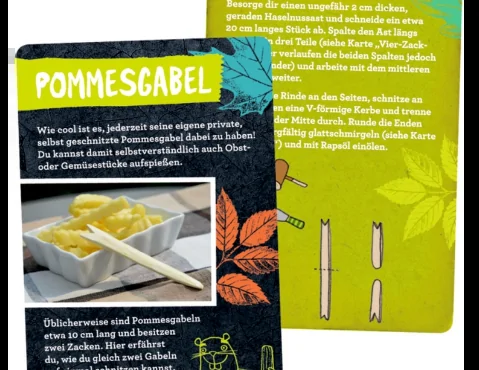 POMMESGABEL
Wie cool ist es, jederzeit seine eigene private,
selbst geschnitzte Pommesgabel dabei zu haben!
Du kannst damit selbstverständlich auch Obst-
oder Gemüsestücke aufspießen.
Üblicherweise sind Pommesgabeln
etwa 10 cm lang und besitzen
zwei Zacken. Hier erfährst
du, wie du gleich zwei Gabeln
schnitzen kannst.
Besorge dir einen ungefähr 2 cm dicken,
geraden Haselnussast und schneide ein etwa
20 cm langes Stück ab. Spalte den Ast längs
drei Teile (siehe Karte „Vier-Zack-
verlaufen die beiden Spalten jedoch
und arbeite mit dem mittleren
weiter.
Rinde an den Seiten, schnitze an
eine V-förmige Kerbe und trenne
der Mitte durch. Runde die Enden
glattschmirgeln (siehe Karte
und mit Rapsöl einölen.